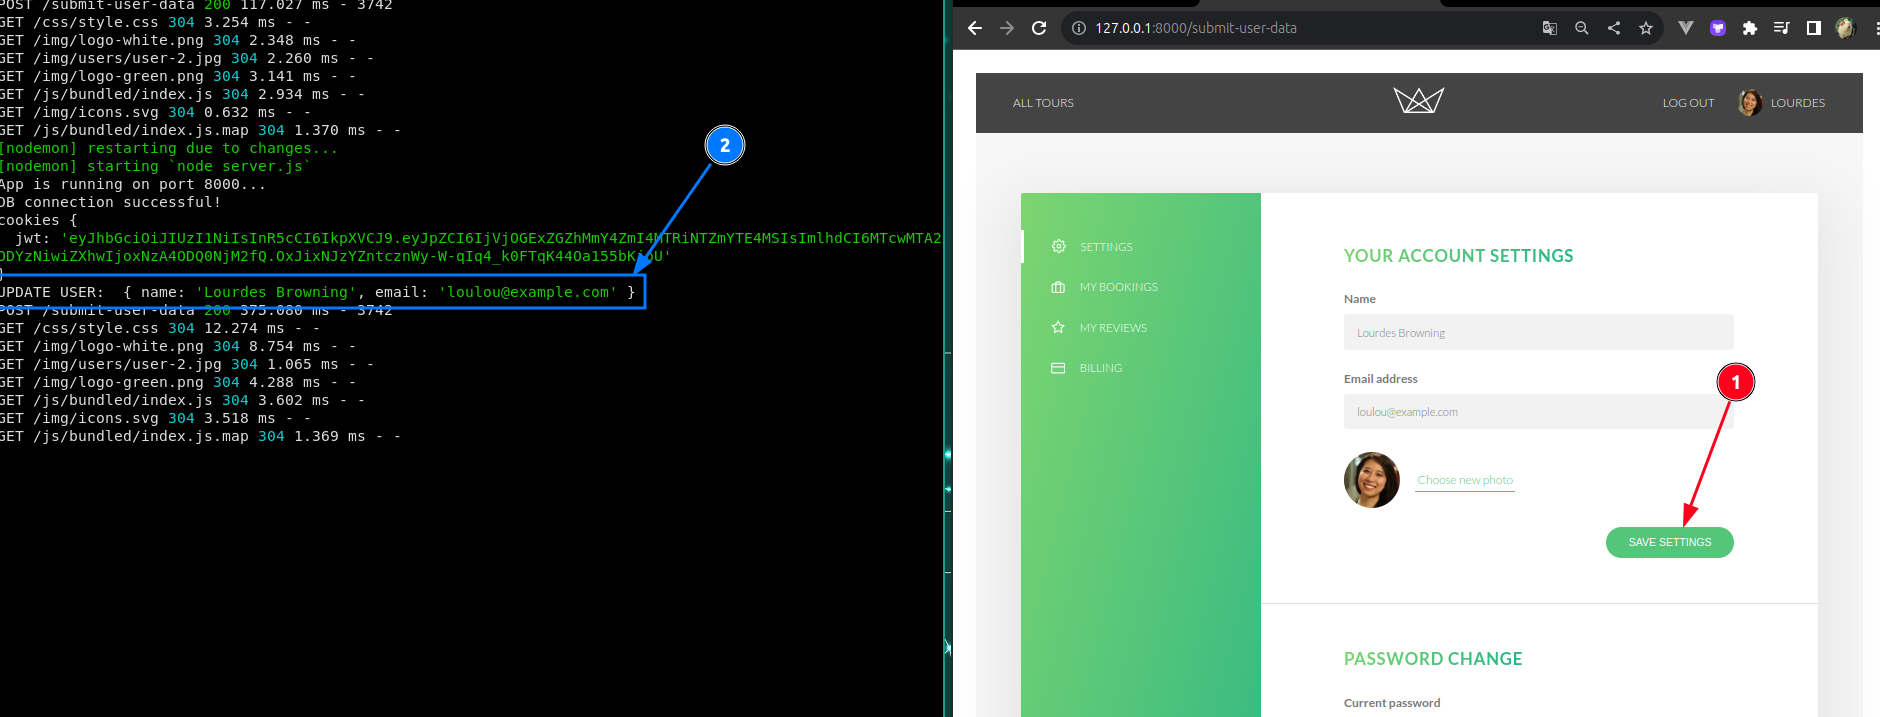 POST /submit-user-data 200 117.027 ms - 3742
GET /css/style.css 304 3.254 ms - -
GET /img/logo-white.png 304 2.348 ms - -
GET /img/users/user-2.jpg 304 2.260 ms - -
GET /img/logo-green.png 304 3.141 ms - -
GET /js/bundled/index.js 304 2.934 ms - -
GET /img/icons.svg 304 0.632 ms - -
GET /js/bundled/index.js.map 304 1.370 ms - -
[nodemon] restarting due to changes...
[nodemon] starting `node server.js`
App is running on port 8000...
DB connection successful!
cookies {
jwt:
}
UPDATE USER:  { name: 'Lourdes Browning', email: 'loulou@example.com' }
POST /submit-user-data 200 375.080 ms - 3742
GET /css/style.css 304 12.274 ms - -
GET /img/logo-white.png 304 8.754 ms - -
GET /img/users/user-2.jpg 304 1.065 ms - -
GET /img/logo-green.png 304 4.288 ms - -
GET /js/bundled/index.js 304 3.602 ms - -
GET /img/icons.svg 304 3.518 ms - -
GET /js/bundled/index.js.map 304 1.369 ms - -
2
127.0.0.1:8000/submit-user-data
ALL TOURS
LOG OUT
LOURDES
SETTINGS
MY BOOKINGS
MY REVIEWS
BILLING
YOUR ACCOUNT SETTINGS
Name
Lourdes Browning
Email address
1
loulou@example.com
Choose new photo
SAVE SETTINGS
PASSWORD CHANGE
Current password